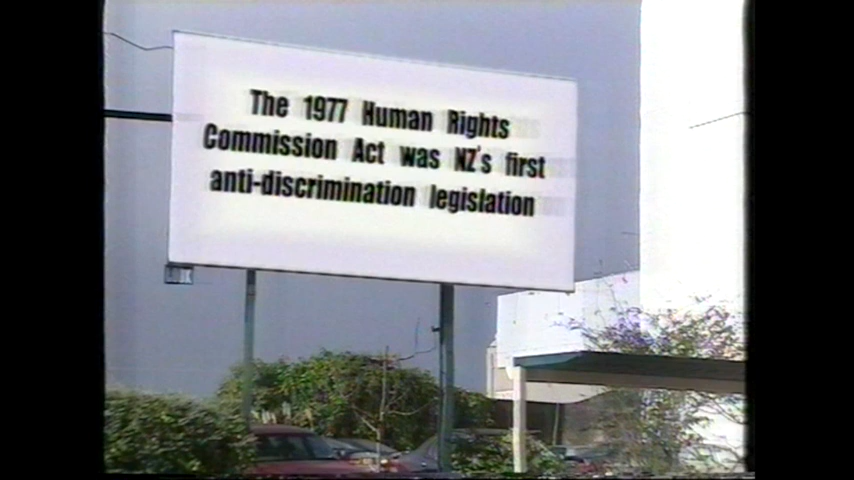 The 1977 Human Rights
Commission Act was NZ's first
anti-discrimination legislation